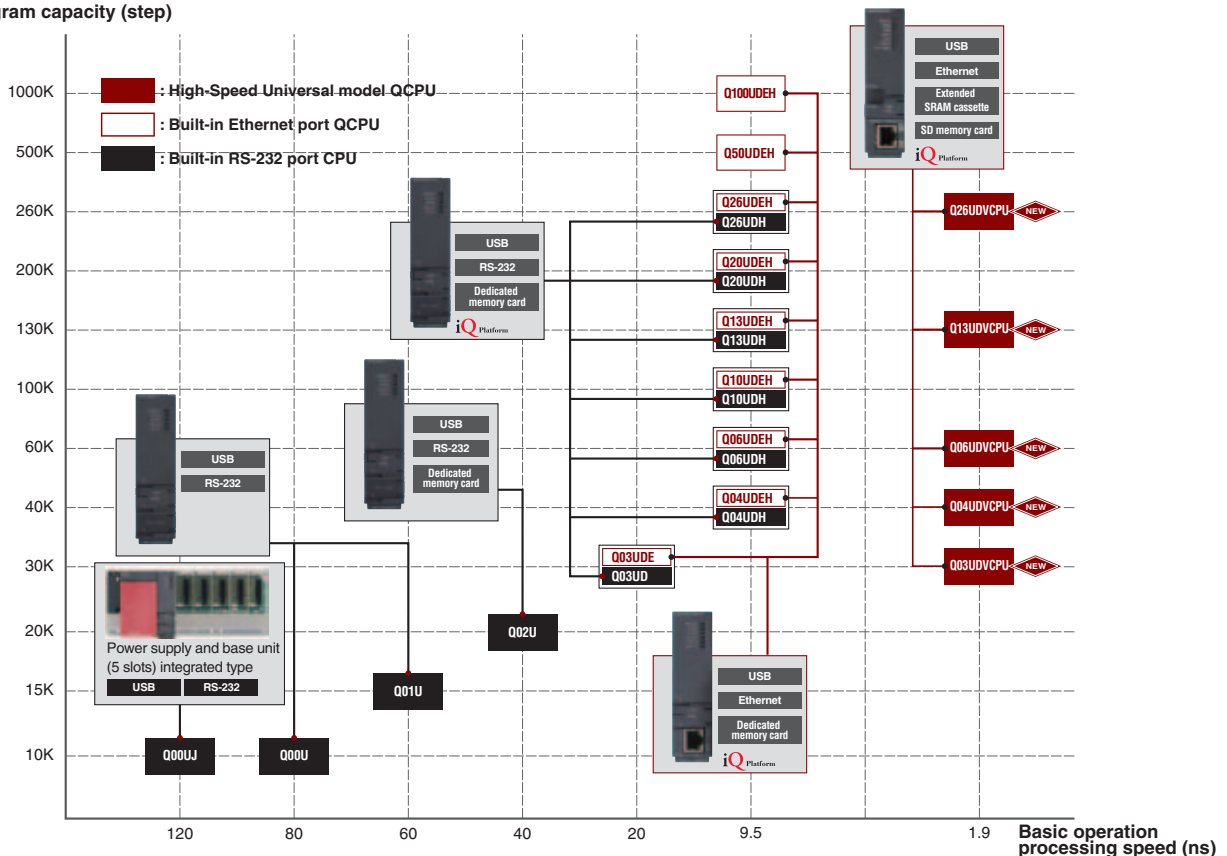 gram capacity (step)
1000K
500K
260K
200K
130K
100K
60K
40K
30K
20K
15K
10K
: High-Speed Universal model QCPU
: Built-in Ethernet port QCPU
: Built-in RS-232 port CPU
USB
Ethernet
Extended
SRAM cassette
SD memory card
iQ Platform
Q100UDEH
Q50UDEH
Q26UDEH
Q26UDH
Q20UDEH
Q20UDH
Q13UDEH
Q13UDH
Q10UDEH
Q10UDH
Q06UDEH
Q06UDH
Q04UDEH
Q04UDH
Q03UDE
Q03UD
Q26UDVCPU NEW
Q13UDVCPU NEW
Q06UDVCPU NEW
Q04UDVCPU NEW
Q03UDVCPU NEW
USB
RS-232
Dedicated
memory card
iQ Platform
USB
RS-232
Dedicated
memory card
USB
RS-232
Power supply and base unit
(5 slots) integrated type
USB RS-232
Q02U
Q01U
Q00UJ
Q00U
USB
Ethernet
Dedicated
memory card
iQ Platform
120 80 60 40 20 9.5 1.9
Basic operation
processing speed (ns)